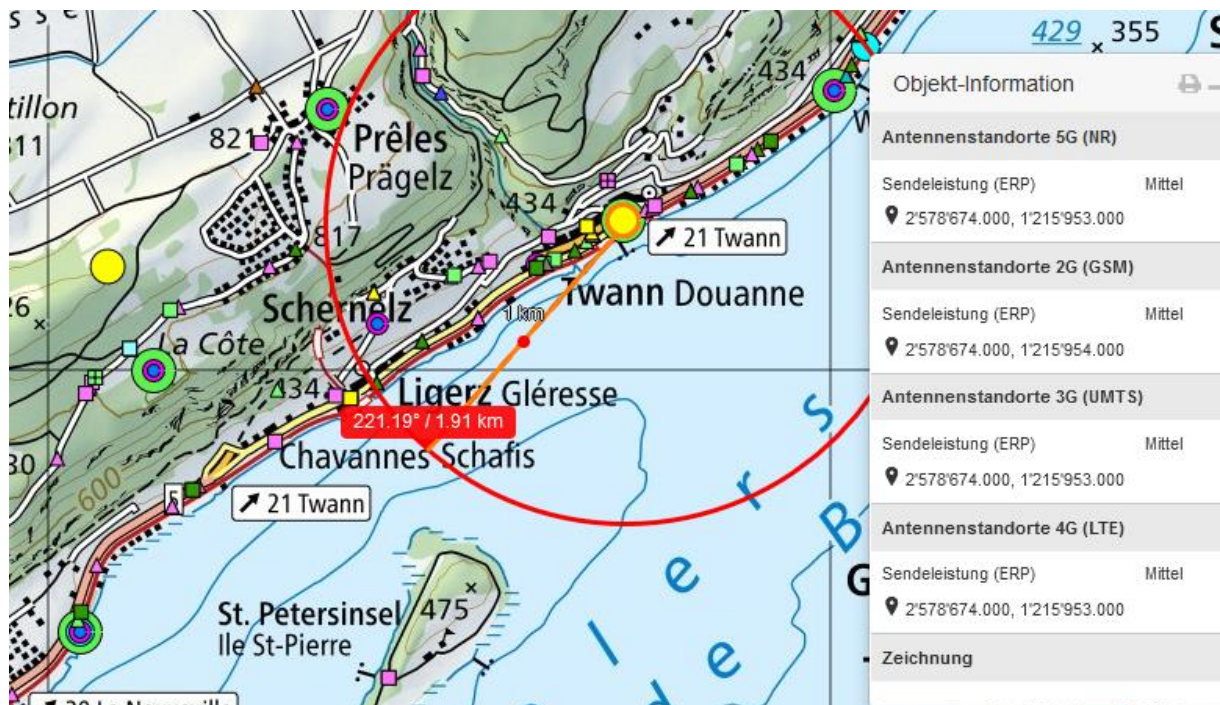 429 355
434
tillon
11
821
Prêles
Prägelz
434
817
21 Twann
Twann Douanne
Schernelz
1 km
26
La Côte
434
Ligerz Gléresse
221.19° / 1.91 km
Chavannes Schafis
30
600
5
21 Twann
St. Petersinsel
Ile St-Pierre
475
l e r s
d e
B
G
Objekt-Information
Antennenstandorte 5G (NR)
Sendeleistung (ERP) Mittel
2'578'674.000, 1'215'953.000
Antennenstandorte 2G (GSM)
Sendeleistung (ERP) Mittel
2'578'674.000, 1'215'954.000
Antennenstandorte 3G (UMTS)
Sendeleistung (ERP) Mittel
2'578'674.000, 1'215'953.000
Antennenstandorte 4G (LTE)
Sendeleistung (ERP) Mittel
2'578'674.000, 1'215'953.000
Zeichnung